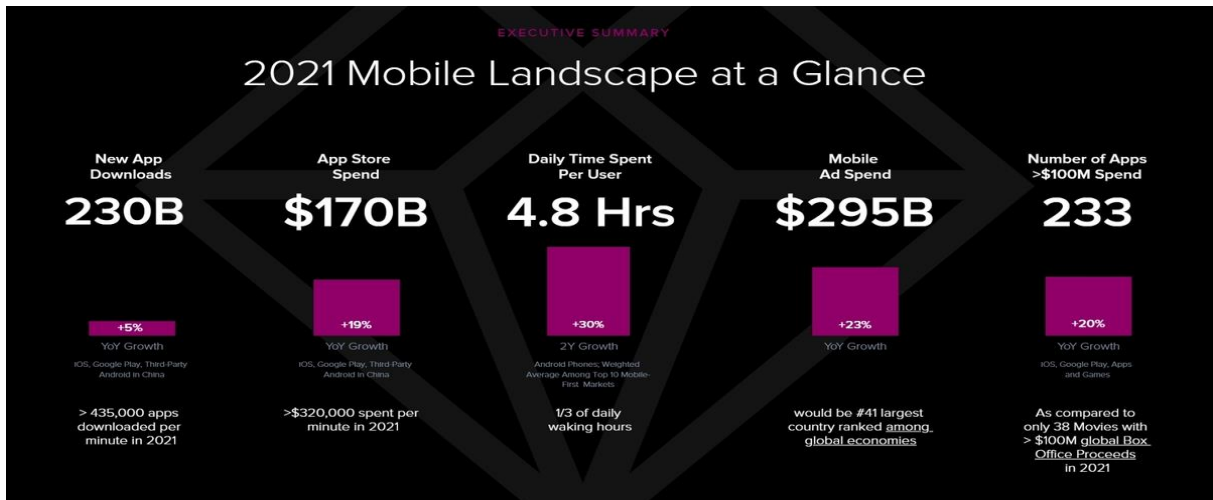 EXECUTIVE SUMMARY
2021 Mobile Landscape at a Glance
New App
Downloads
230B
+5%
YoY Growth
iOS, Google Play, Third-Party
Android in China
> 435,000 apps
downloaded per
minute in 2021
App Store
Spend
$170B
+19%
YoY Growth
iOS, Google Play, Third-Party
Android in China
>$320,000 spent per
minute in 2021
Daily Time Spent
Per User
4.8 Hrs
+30%
2Y Growth
Android Phones; Weighted
Average Among Top 10 Mobile-
First Markets
1/3 of daily
waking hours
Mobile
Ad Spend
$295B
+23%
YoY Growth
would be #41 largest
country ranked among
global economies
Number of Apps
>$100M Spend
233
+20%
YoY Growth
iOS, Google Play, Apps
and Games
As compared to
only 38 Movies with
> $100M global Box
Office Proceeds
in 2021